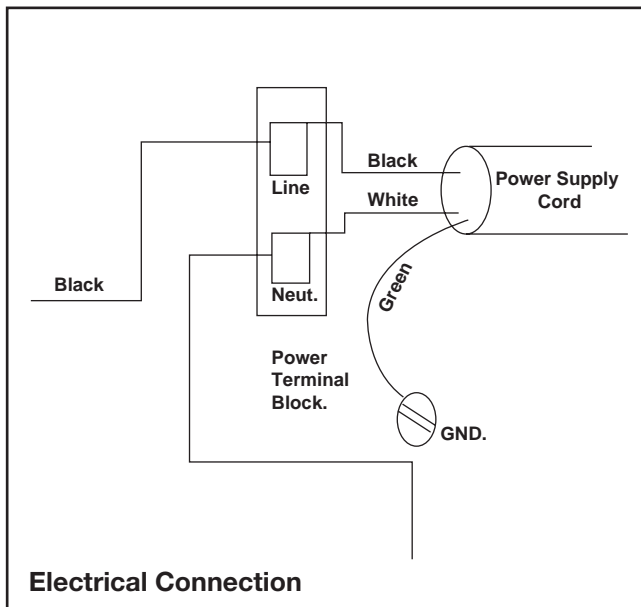 Black
Line
Power Supply
Cord
White
Black
Neut.
Green
Power
Terminal
Block.
GND.
Electrical Connection